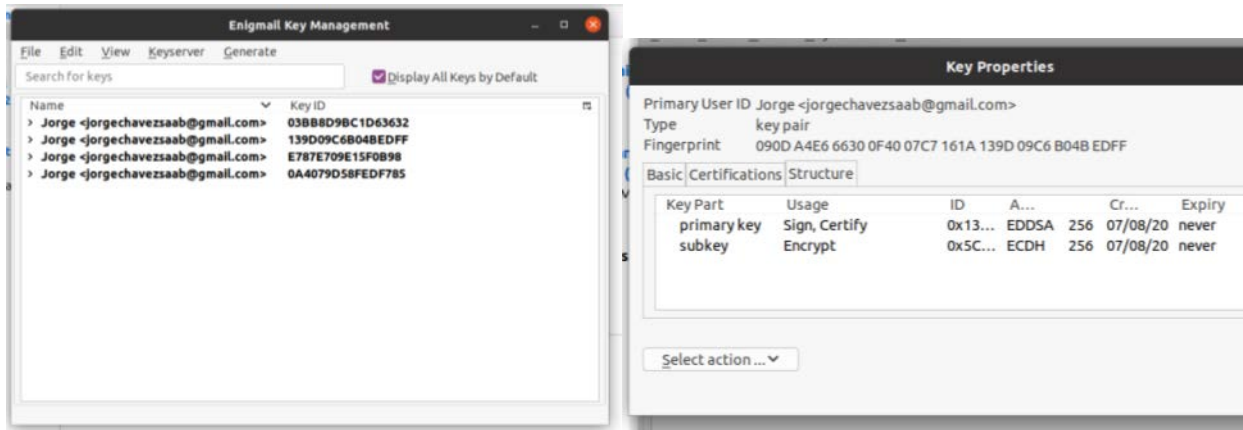 Enigmail Key Management
File Edit View Keyserver Generate
Search for keys Display All Keys by Default
Name Key ID
Jorge <jorgechavezsaab@gmail.com> 03BB8D9BC1D63632
Jorge <jorgechavezsaab@gmail.com> 139D09C6B04BEDFF
Jorge <jorgechavezsaab@gmail.com> E787E709E15F0B98
Jorge <jorgechavezsaab@gmail.com> 0A4079D58FEDF785
Key Properties
Primary User ID Jorge <jorgechavezsaab@gmail.com>
Type key pair
Fingerprint 090D A4E6 6630 0F40 07C7 161A 139D 09C6 B04B EDFF
Basic Certifications Structure
Key Part Usage ID A... Cr... Expiry
primary key Sign, Certify 0x13... EDDSA 256 07/08/20 never
subkey Encrypt 0x5C... ECDH 256 07/08/20 never
Select action ...